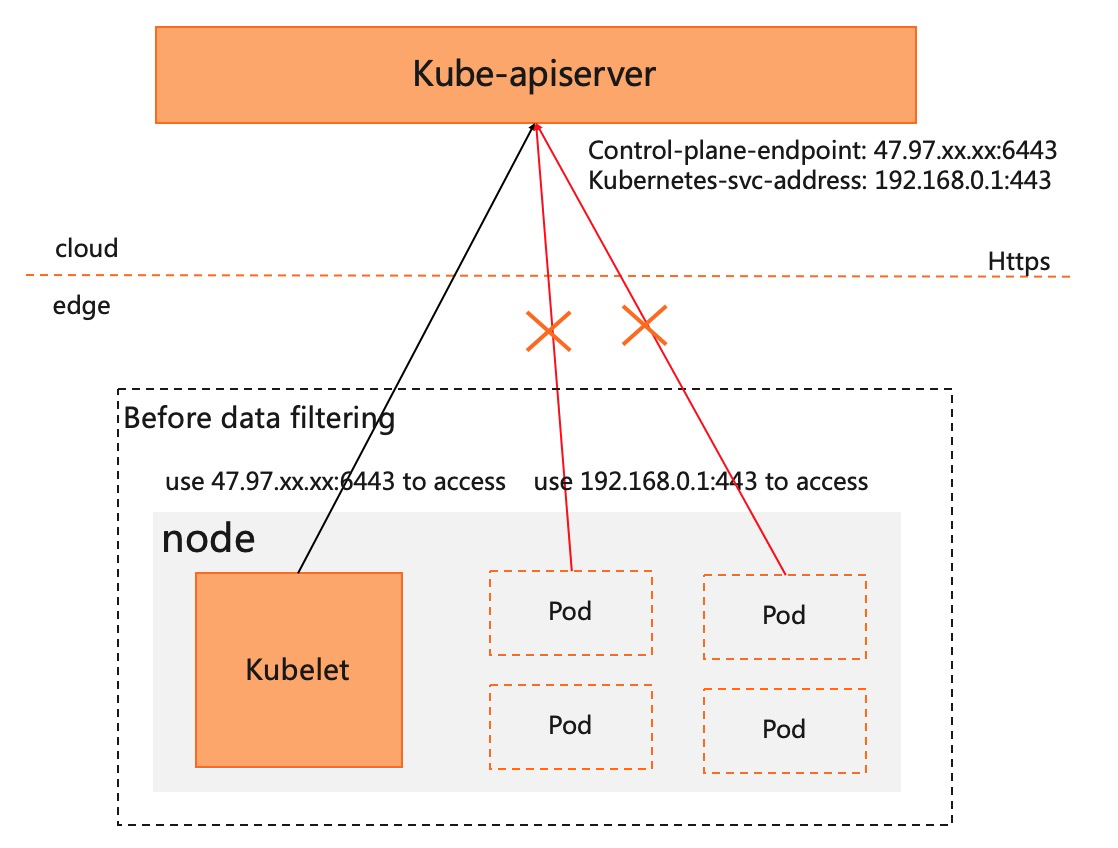 Kube-apiserver
Control-plane-endpoint: 47.97.xx.xx:6443
Kubernetes-svc-address: 192.168.0.1:443
cloud
Https
edge
Before data filtering
use 47.97.xx.xx:6443 to access
use 192.168.0.1:443 to access
node
Kubelet
Pod
Pod
Pod
Pod